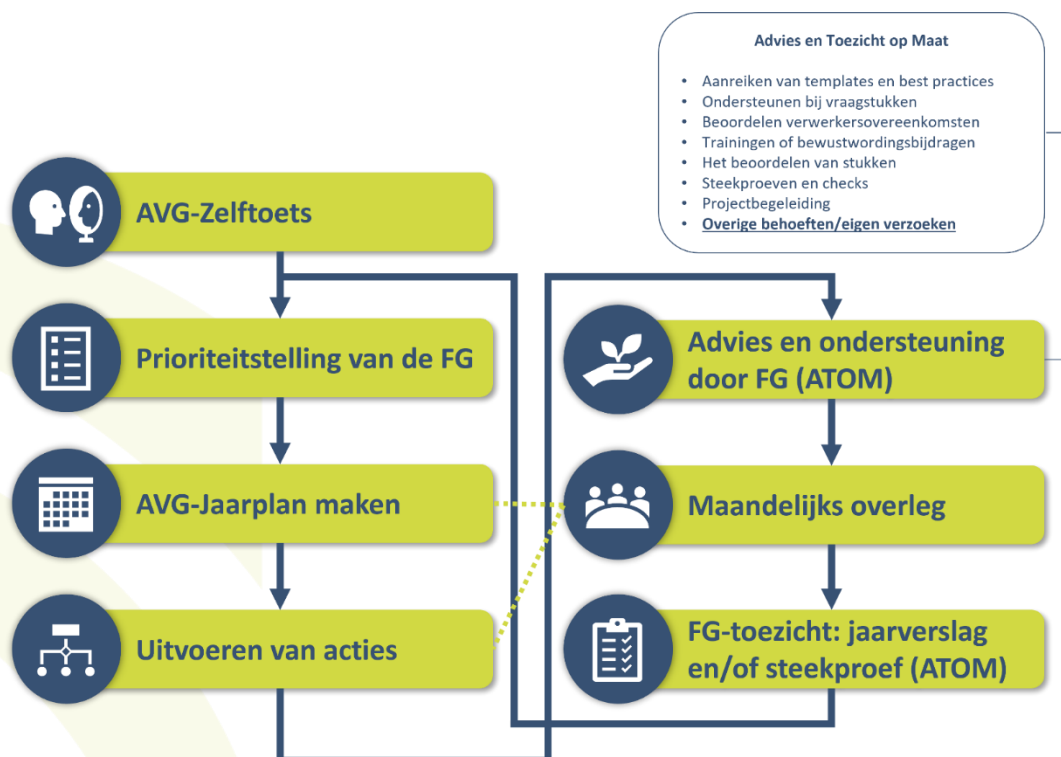 Advies en Toezicht op Maat
• Aanreiken van templates en best practices
• Ondersteunen bij vraagstukken
• Beoordelen verwerkersovereenkomsten
• Trainingen of bewustwordingsbijdragen
• Het beoordelen van stukken
• Steekproeven en checks
• Projectbegeleiding
• Overige behoeften/eigen verzoeken
AVG-Zelftoets
Prioriteitstelling van de FG
AVG-Jaarplan maken
Uitvoeren van acties
Advies en ondersteuning
door FG (ATOM)
Maandelijks overleg
FG-toezicht: jaarverslag
en/of steekproef (ATOM)